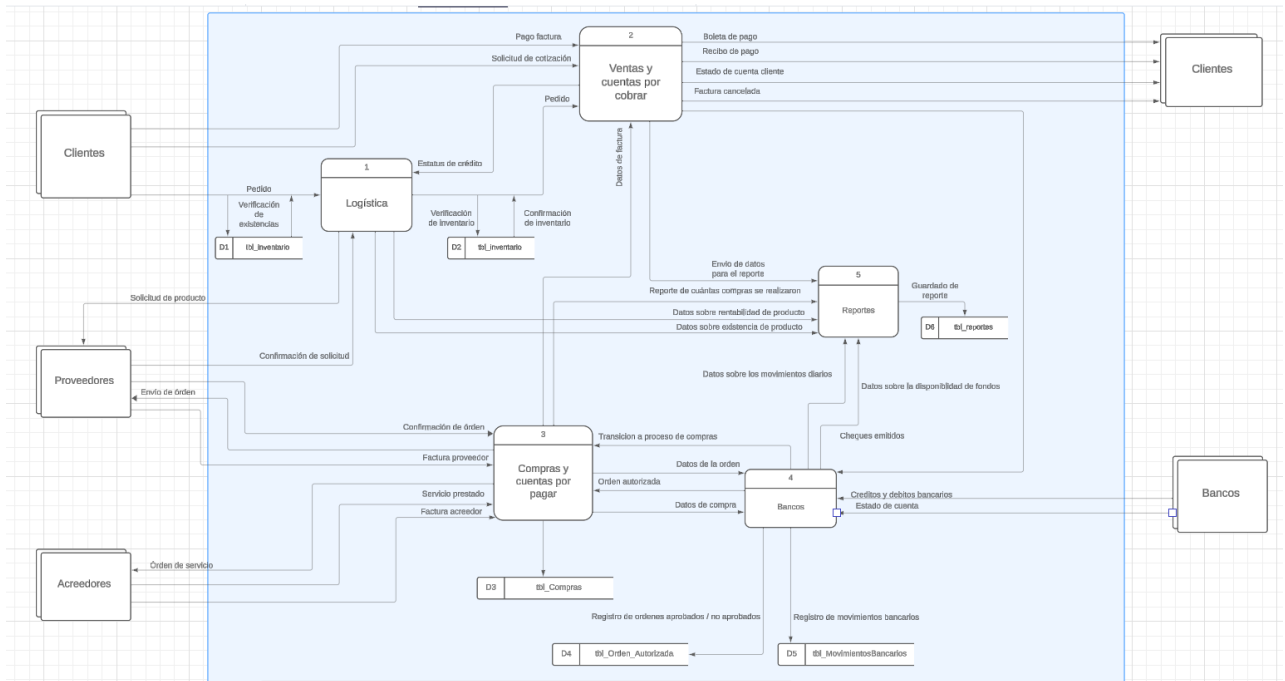 2
Ventas y
cuentas por
cobrar
Pago factura
Solicitud de cotización
Pedido
Estatus de crédito
Boleta de pago
Recibo de pago
Estado de cuenta cliente
Factura cancelada
Clientes
Clientes
1
Logística
Pedido
Verificación
de
existencias
D1
tbl_Inventario
Verificación
de Inventario
Confirmación
de inventario
D2
tbl_inventario
Datos de factura
Solicitud de producto
Confirmación de solicitud
Envío de datos
para el reporte
Reporte de cuántas compras se realizaron
Datos sobre rentabilidad de producto
Datos sobre existencia de producto
5
Reportes
Guardado de
reporte
D6
tbl_reportes
Proveedores
Envío de órden
Confirmación de órden
Factura proveedor
Servicio prestado
Factura acreedor
3
Compras y
cuentas por
pagar
Datos sobre los movimientos diarios
Datos sobre la disponiblidad de fondos
Cheques emitidos
Transicion a proceso de compras
Datos de la orden
Orden autorizada
Datos de compra
4
Bancos
Creditos y debitos bancarios
Estado de cuenta
Bancos
Acreedores
Órden de servicio
D3
tbl_Compras
Registro de ordenes aprobados / no aprobados
Registro de movimientos bancarios
D4
tbl_Orden_Autorizada
D5
tbl_MovimientosBancarios